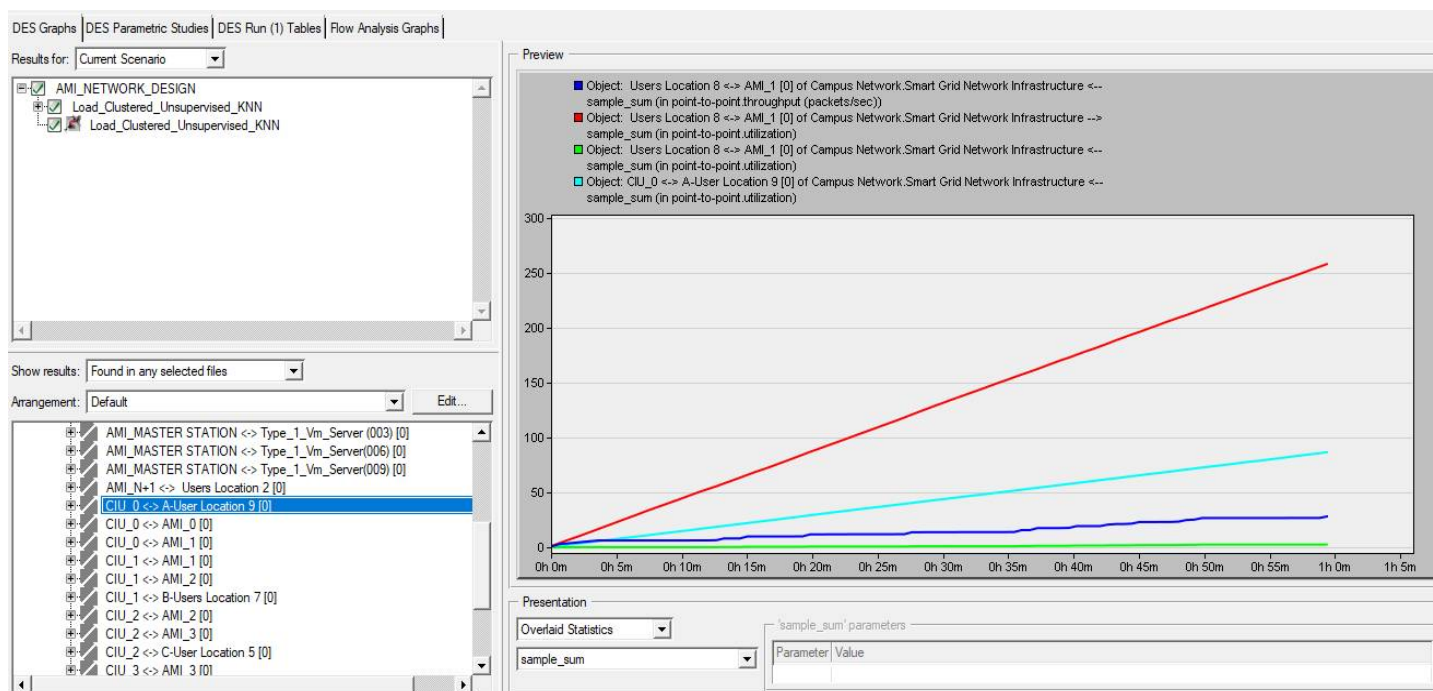 DES Graphs DES Parametric Studies DES Run (1) Tables Flow Analysis Graphs
Results for: Current Scenario
AMI_NETWORK_DESIGN
Load_Clustered_Unsupervised_KNN
Load_Clustered_Unsupervised_KNN
Show results: Found in any selected files
Arrangement: Default Edit...
AMI_MASTER STATION <-> Type_1_Vm_Server (003) [0]
AMI_MASTER STATION <-> Type_1_Vm_Server(006) [0]
AMI_MASTER STATION <-> Type_1_Vm_Server(009) [0]
AMI_N+1 <-> Users Location 2 [0]
CIU_0 <-> A-User Location 9 [0]
CIU_0 <-> AMI_0 [0]
CIU_0 <-> AMI_1 [0]
CIU_1 <-> AMI_1 [0]
CIU_1 <-> AMI_2 [0]
CIU_1 <-> B-Users Location 7 [0]
CIU_2 <-> AMI_2 [0]
CIU_2 <-> AMI_3 [0]
CIU_2 <-> C-User Location 5 [0]
CIU_3 <-> AMI_3 [0]
Preview
Object: Users Location 8 <-> AMI_1 [0] of Campus Network.Smart Grid Network Infrastructure <--
sample_sum (in point-to-point.throughput (packets/sec))
Object: Users Location 8 <-> AMI_1 [0] of Campus Network.Smart Grid Network Infrastructure -->
sample_sum (in point-to-point.utilization)
Object: Users Location 8 <-> AMI_1 [0] of Campus Network.Smart Grid Network Infrastructure <--
sample_sum (in point-to-point.utilization)
Object: CIU_0 <-> A-User Location 9 [0] of Campus Network.Smart Grid Network Infrastructure <--
sample_sum (in point-to-point.utilization)
300
250
200
150
100
50
0
0h 0m 0h 5m 0h 10m 0h 15m 0h 20m 0h 25m 0h 30m 0h 35m 0h 40m 0h 45m 0h 50m 0h 55m 1h 0m 1h 5m
Presentation
Overlaid Statistics
sample_sum
'sample_sum' parameters
Parameter Value